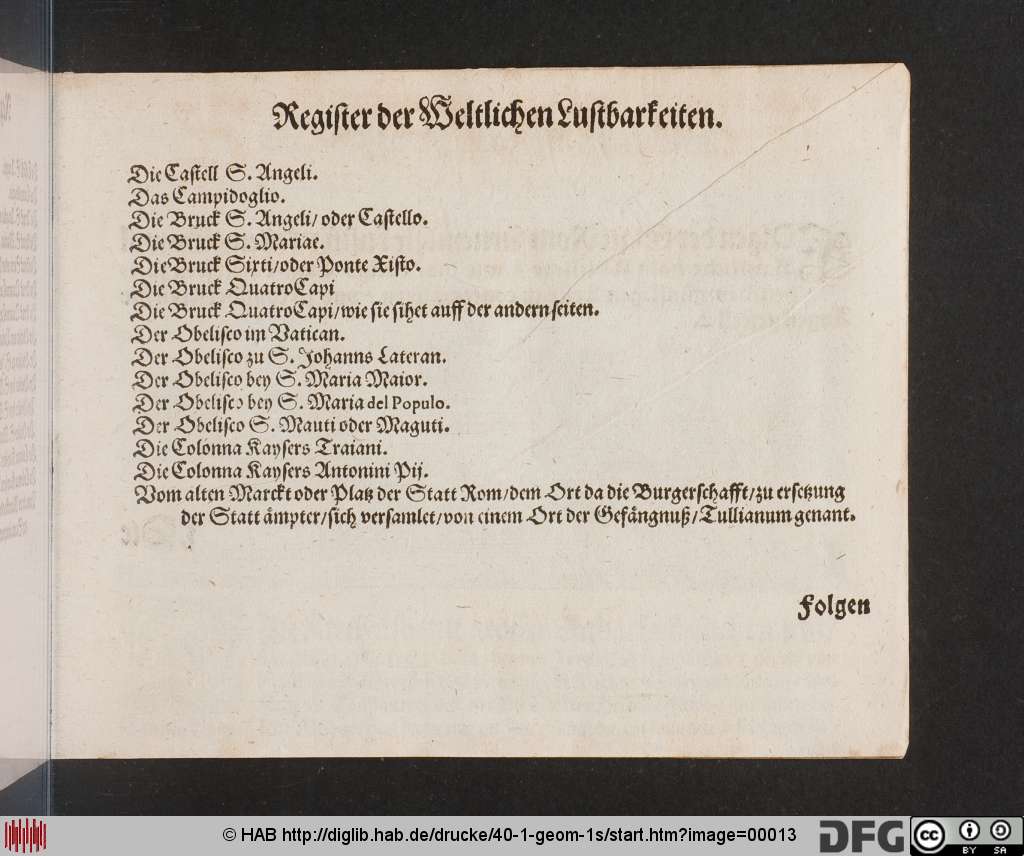 Regiſter der Weltlichen Luſtbarkeiten.
Die Caſtell S. Angeli.
Das Campidoglio.
Die Bruck S. Angeli/ oder Caſtello.
Die Bruck S. Mariae.
Die Bruck Sixti/oder Ponte Xiſto.
Die Bruck QuatroCapi
Die Bruck QuatroCapi/wie ſie ſihet auff der andern ſeiten.
Der Obeliſco im Vatican.
Der Obeliſco zu S. Johanns Lateran.
Der Obeliſco bey S. Maria Maior.
Der Obeliſco bey S. Maria del Populo.
Der Obeliſco S. Mauti oder Maguti.
Die Colonna Kayſers Traiani.
Die Colonna Kayſers Antonini Pij.
Vom alten Marckt oder Platz der Statt Rom/dem Ort da die Burgerſchafft/zu erſetzung
der Statt ämpter/ſich verſamlet/von einem Ort der Gefängnuß/Tullianum genant.
Folgen
© HAB http://diglib.hab.de/drucke/40-1-geom-1s/start.htm?image=00013
DFG
cc BY SA